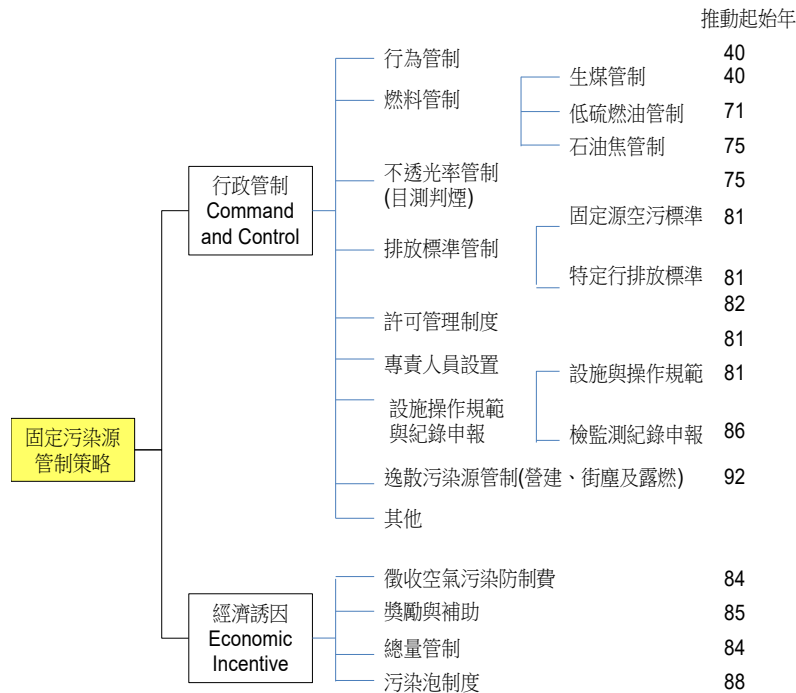 推動起始年
行為管制 40
燃料管制
生煤管制 40
低硫燃油管制 71
石油焦管制 75
不透光率管制
(目測判煙)
75
排放標準管制
固定源空污標準 81
特定行排放標準 81
許可管理制度 82
專責人員設置 81
設施操作規範
與紀錄申報
設施與操作規範 81
檢監測紀錄申報 86
逸散污染源管制(營建、街塵及露燃) 92
其他
行政管制
Command
and Control
固定污染源
管制策略
經濟誘因
Economic
Incentive
徵收空氣污染防制費 84
獎勵與補助 85
總量管制 84
污染泡制度 88